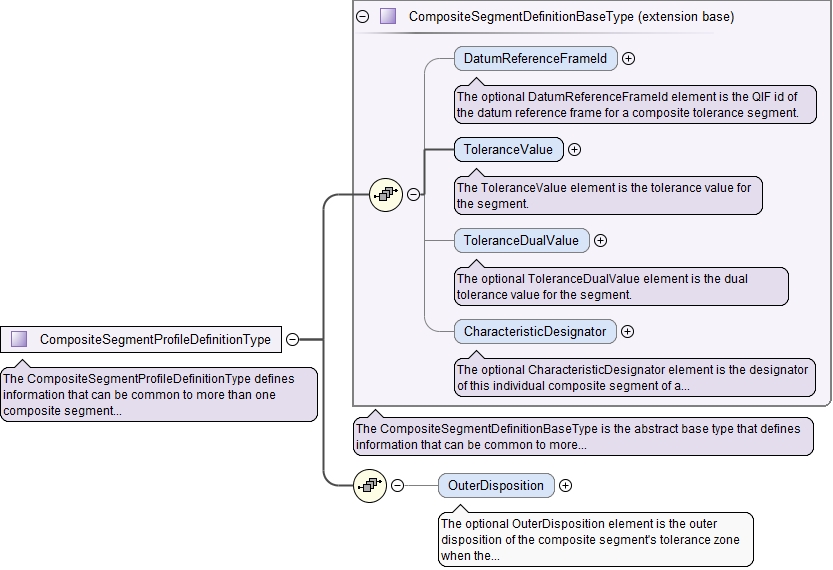 CompositeSegmentDefinitionBaseType (extension base)
DatumReferenceFrameId
The optional DatumReferenceFrameId element is the QIF id of
the datum reference frame for a composite tolerance segment.
ToleranceValue
The ToleranceValue element is the tolerance value for
the segment.
ToleranceDualValue
The optional ToleranceDualValue element is the dual
tolerance value for the segment.
CharacteristicDesignator
The optional CharacteristicDesignator element is the designator
of this individual composite segment of a...
CompositeSegmentProfileDefinitionType
The CompositeSegmentProfileDefinitionType defines
information that can be common to more than one
composite segment...
The CompositeSegmentDefinitionBaseType is the abstract base type that defines
information that can be common to more...
OuterDisposition
The optional OuterDisposition element is the outer
disposition of the composite segment's tolerance zone
when the...